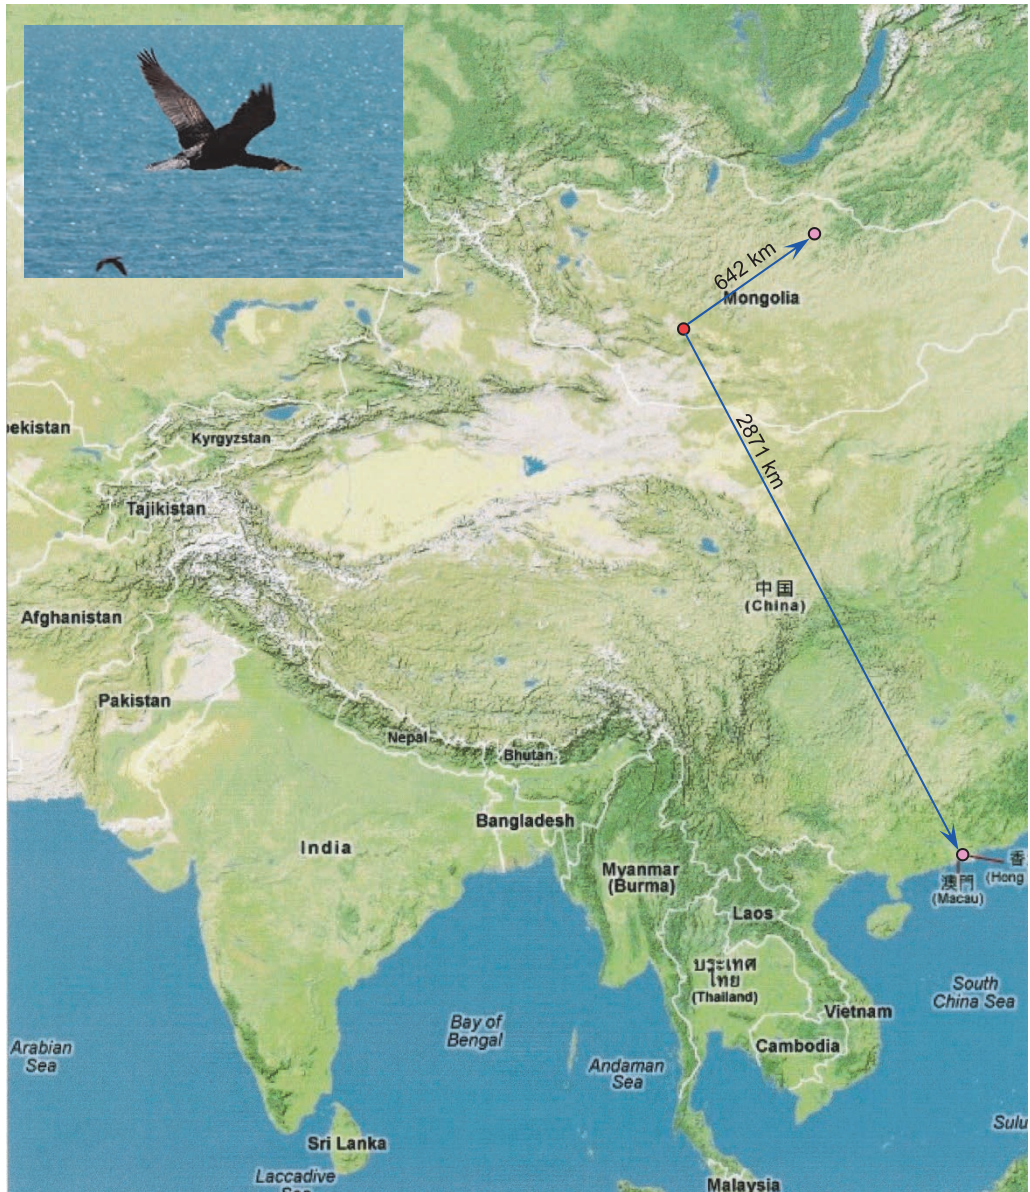 642 km
Mongolia
2871 km
ekistan
Kyrgyzstan
Tajikistan
中国
(China)
Afghanistan
Pakistan
Nepal
Bhutan
Bangladesh
India
Myanmar
(Burma)
香
(Hong
澳門
(Macau)
Laos
ประเทศ
ไทย
(Thailand)
South
China Sea
Vietnam
Bay of
Bengal
Cambodia
Arabian
Sea
Andaman
Sea
Sulu
Sri Lanka
Laccadive
Sea
Malaysia